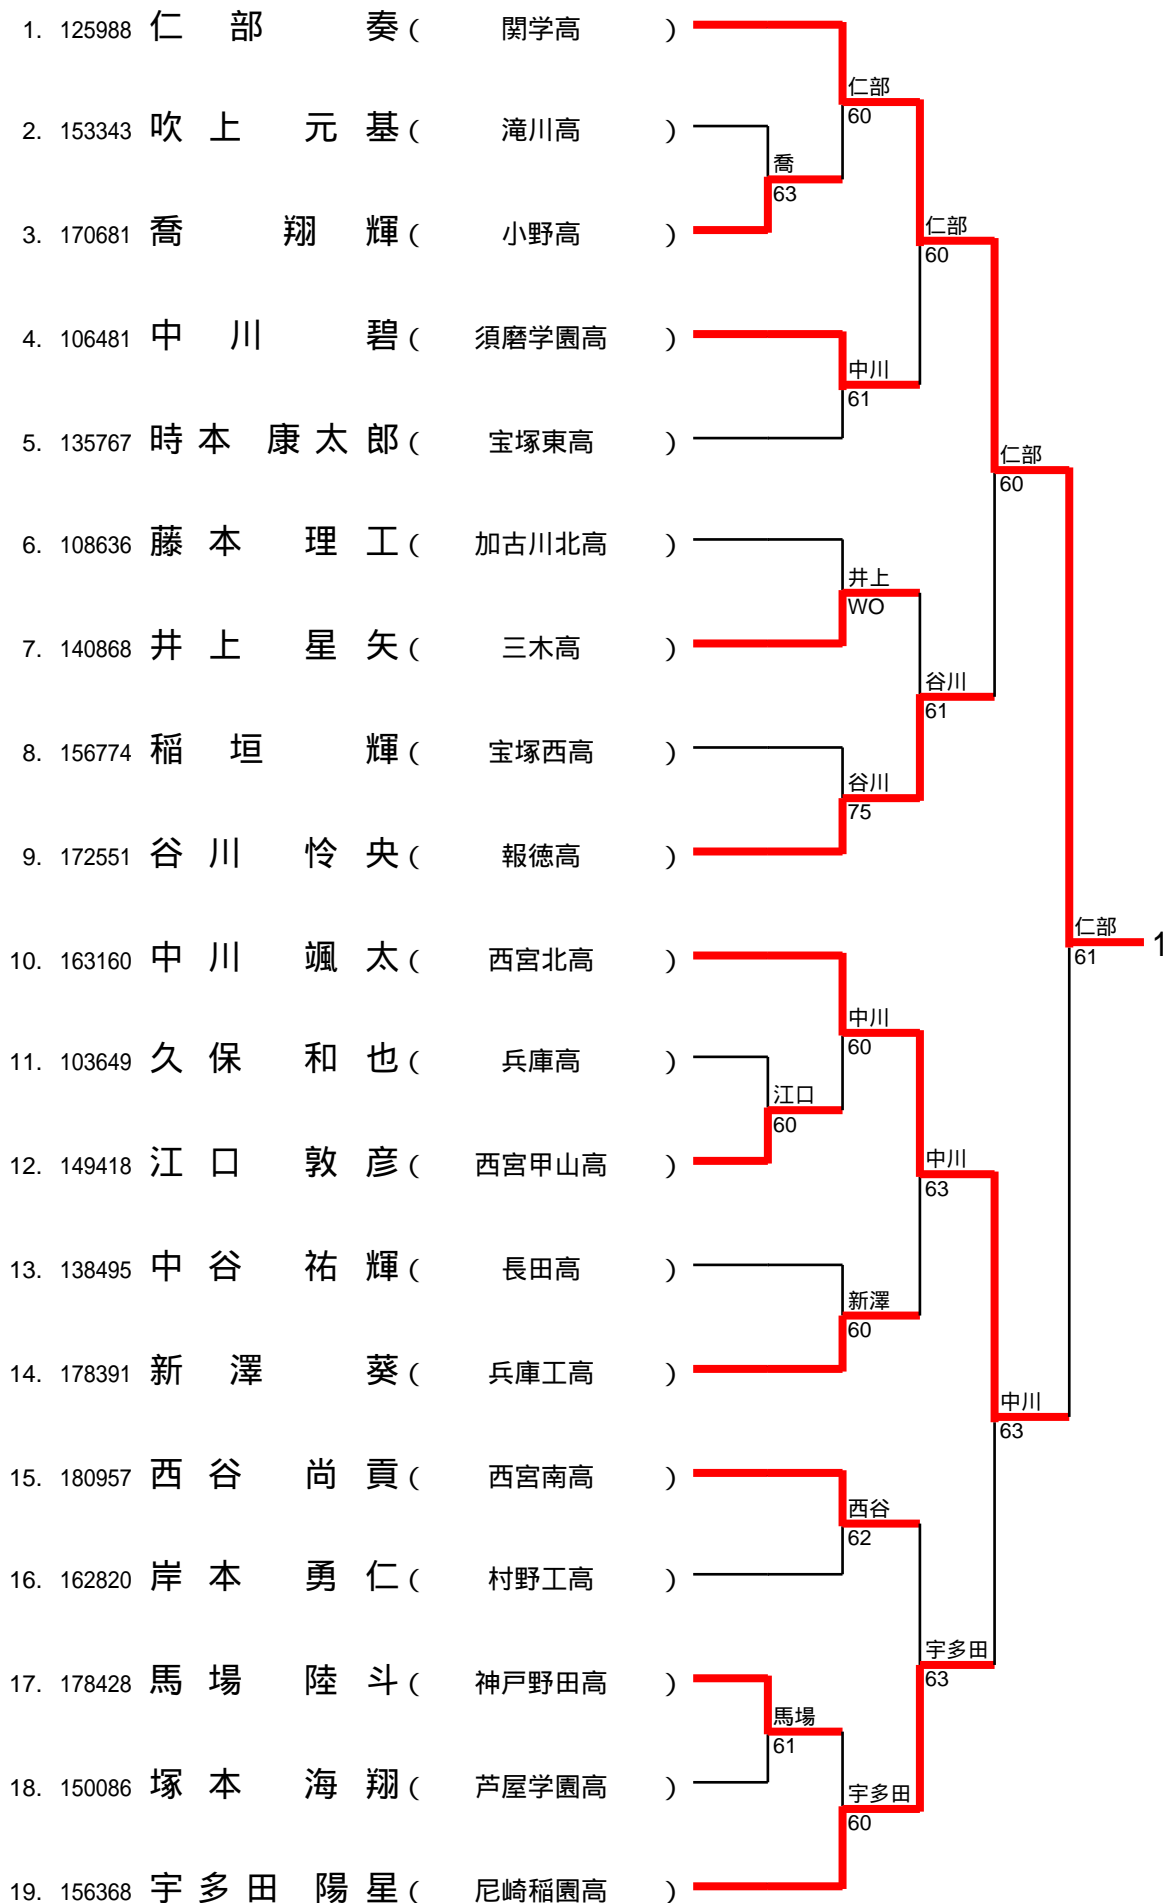 1. 125988 仁部 奏 ( 関学高 )
仁部
60
2. 153343 吹上 元基 ( 滝川高 )
喬
63
3. 170681 喬 翔輝 ( 小野高 )
仁部
60
4. 106481 中川 碧 ( 須磨学園高 )
中川
61
5. 135767 時本 康太郎 ( 宝塚東高 )
仁部
60
6. 108636 藤本 理工 ( 加古川北高 )
井上
WO
7. 140868 井上 星矢 ( 三木高 )
谷川
61
8. 156774 稲垣 輝 ( 宝塚西高 )
谷川
75
9. 172551 谷川 怜央 ( 報徳高 )
仁部 1
61
10. 163160 中川 颯太 ( 西宮北高 )
中川
60
11. 103649 久保 和也 ( 兵庫高 )
江口
60
12. 149418 江口 敦彦 ( 西宮甲山高 )
中川
63
13. 138495 中谷 祐輝 ( 長田高 )
新澤
60
14. 178391 新澤 葵 ( 兵庫工高 )
中川
63
15. 180957 西谷 尚貢 ( 西宮南高 )
西谷
62
16. 162820 岸本 勇仁 ( 村野工高 )
宇多田
63
17. 178428 馬場 陸斗 ( 神戸野田高 )
馬場
61
18. 150086 塚本 海翔 ( 芦屋学園高 )
宇多田
60
19. 156368 宇多田 陽星 ( 尼崎稲園高 )